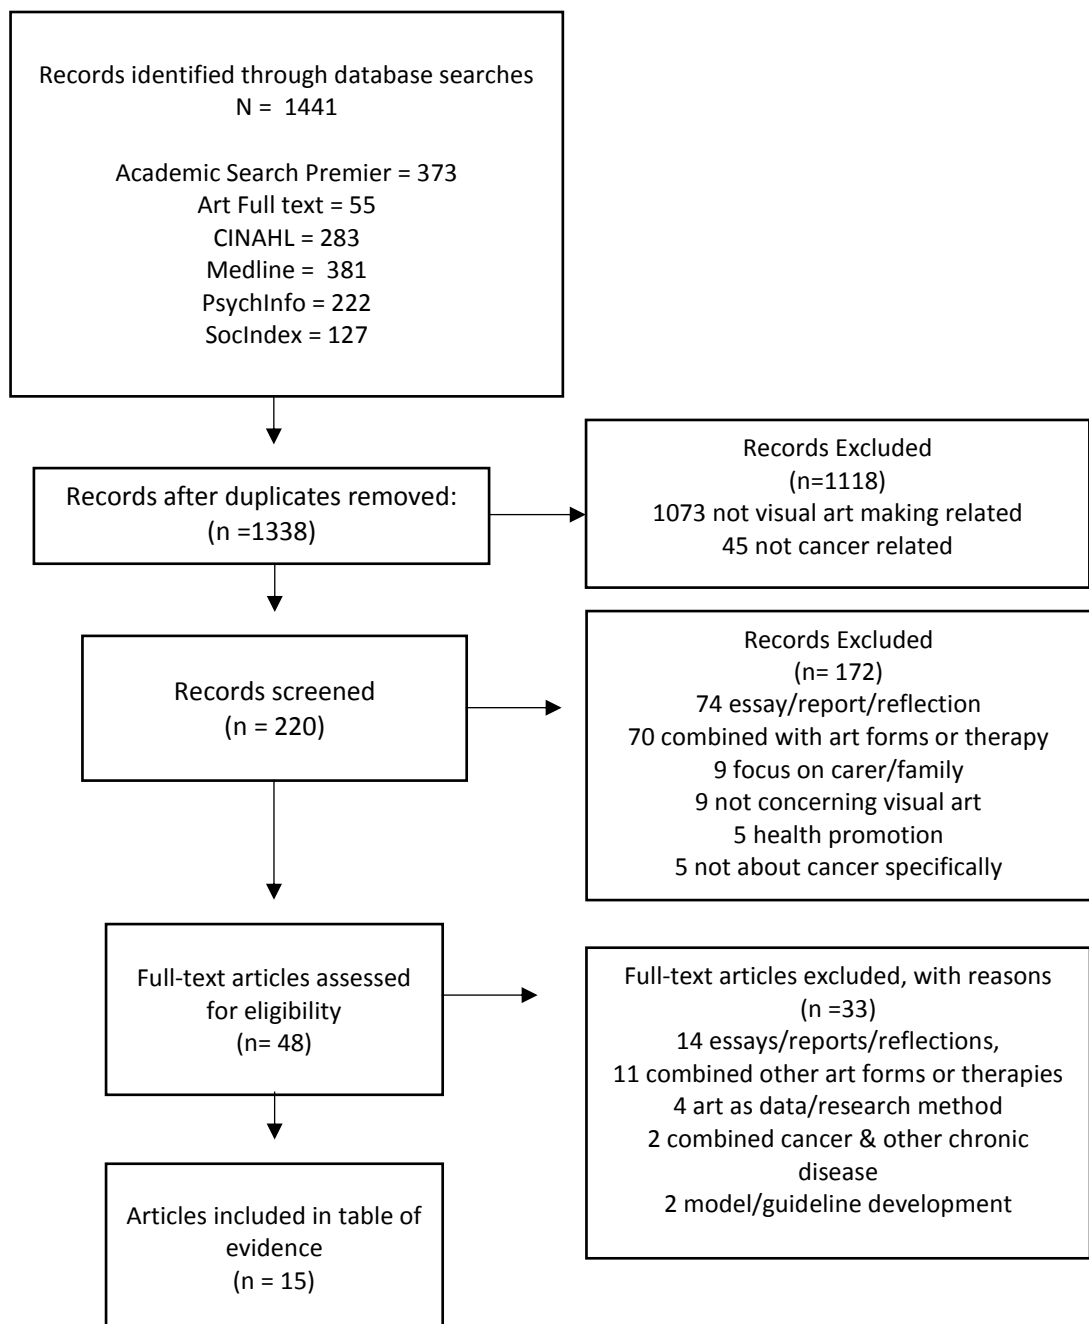 Records identified through database searches
N = 1441
Academic Search Premier = 373
Art Full text = 55
CINAHL = 283
Medline = 381
PsychInfo = 222
SocIndex = 127
Records after duplicates removed:
(n =1338)
Records Excluded
(n=1118)
1073 not visual art making related
45 not cancer related
Records screened
(n = 220)
Records Excluded
(n= 172)
74 essay/report/reflection
70 combined with art forms or therapy
9 focus on carer/family
9 not concerning visual art
5 health promotion
5 not about cancer specifically
Full-text articles assessed
for eligibility
(n= 48)
Full-text articles excluded, with reasons
(n =33)
14 essays/reports/reflections,
11 combined other art forms or therapies
4 art as data/research method
2 combined cancer & other chronic
disease
2 model/guideline development
Articles included in table of
evidence
(n = 15)